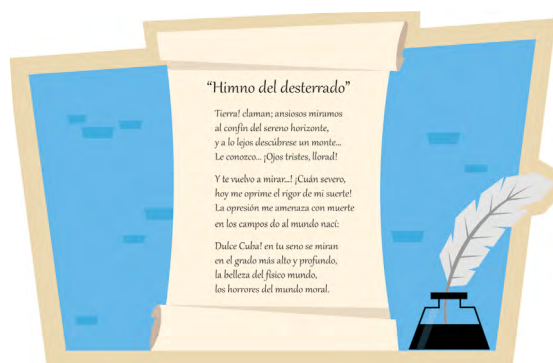 “Himno del desterrado”
Tierra! claman; ansiosos miramos
al confín del sereno horizonte,
y a lo lejos descúbrese un monte...
Le conozco... ¡Ojos tristes, llorad!
Y te vuelvo a mirar...! ¡Cuán severo,
hoy me oprime el rigor de mi suerte!
La opresión me amenaza con muerte
en los campos do al mundo nací:
Dulce Cuba! en tu seno se miran
en el grado más alto y profundo,
la belleza del físico mundo,
los horrores del mundo moral.